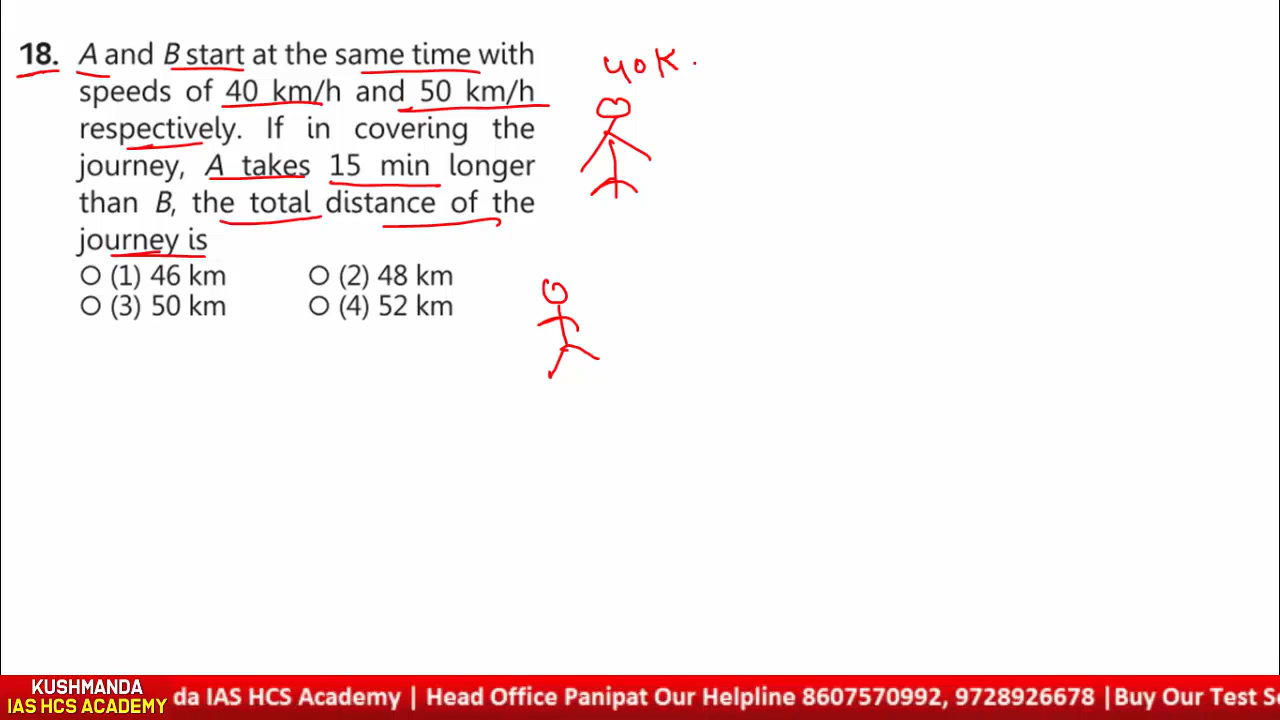 18. A and B start at the same time with
speeds of 40 km/h and 50 km/h
respectively. If in covering the
journey, A takes 15 min longer
than B, the total distance of the
journey is
O (1) 46 km O (2) 48 km
O (3) 50 km O (4) 52 km
40K.
KUSHMANDA
IAS HCS ACADEMY
da IAS HCS Academy | Head Office Panipat Our Helpline 8607570992, 9728926678 |Buy Our Test S